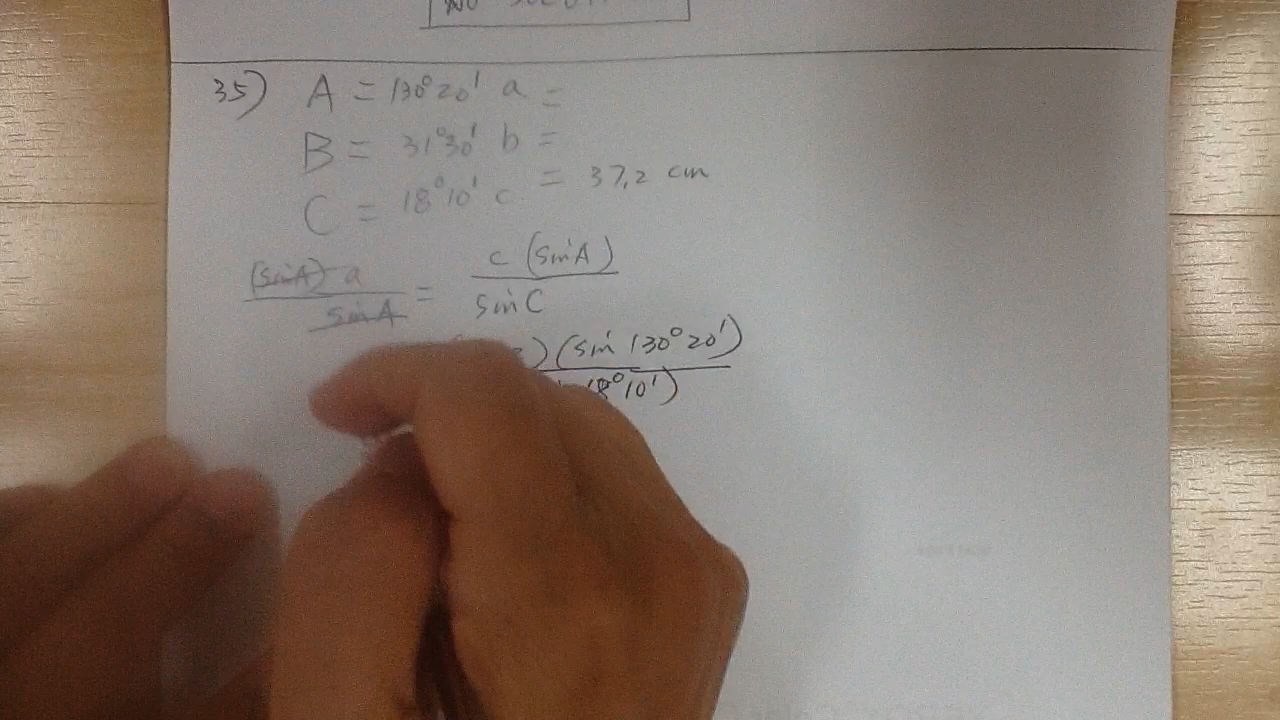 35) A = 130°20' a =
B = 31°30' b =
C = 18°10' c = 37,2 cm
(sinA) a / sinA = c (sinA) / sinC
) (sin 130°20')
18°10')